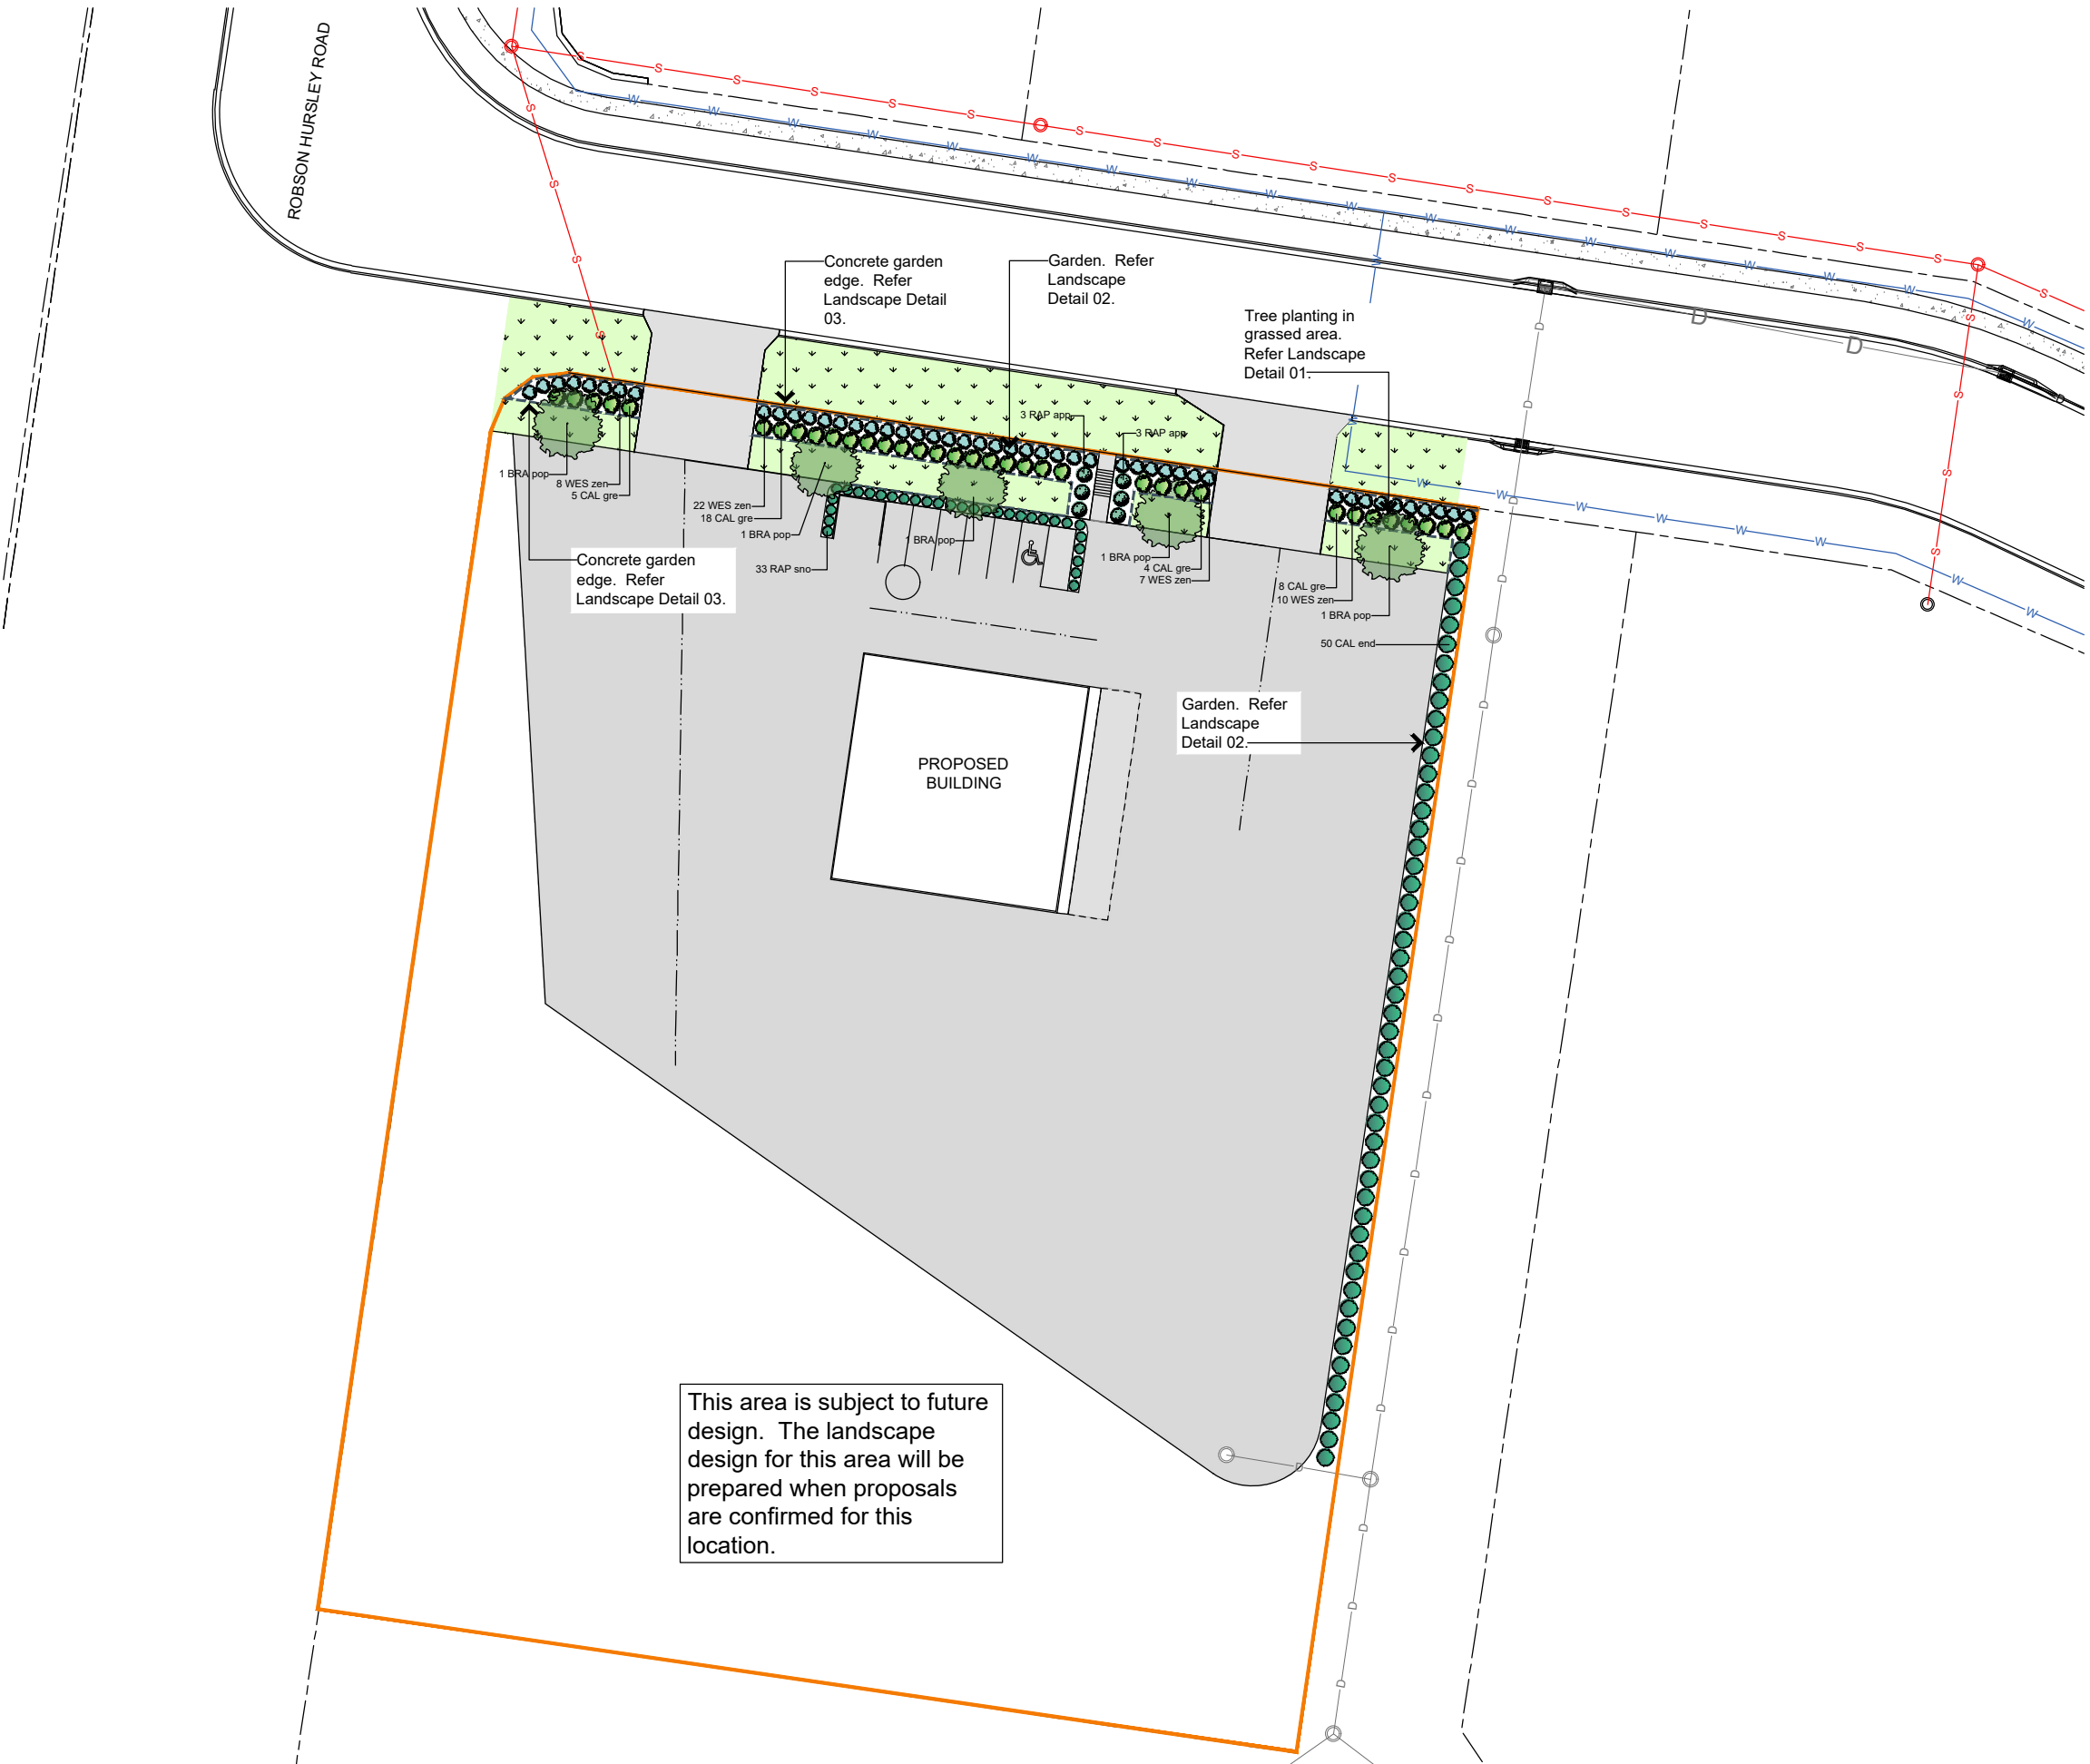 ROBSON HURSLEY ROAD
Concrete garden
edge. Refer
Landscape Detail
03.
Garden. Refer
Landscape
Detail 02.
Tree planting in
grassed area.
Refer Landscape
Detail 01.
3 RAP app
3 RAP app
1 BRA pop
8 WES zen
5 CAL gre
22 WES zen
18 CAL gre
1 BRA pop
33 RAP sno
1 BRA pop
1 BRA pop
4 CAL gre
7 WES zen
8 CAL gre
10 WES zen
1 BRA pop
50 CAL end
Concrete garden
edge. Refer
Landscape Detail 03.
Garden. Refer
Landscape
Detail 02.
PROPOSED
BUILDING
This area is subject to future
design. The landscape
design for this area will be
prepared when proposals
are confirmed for this
location.